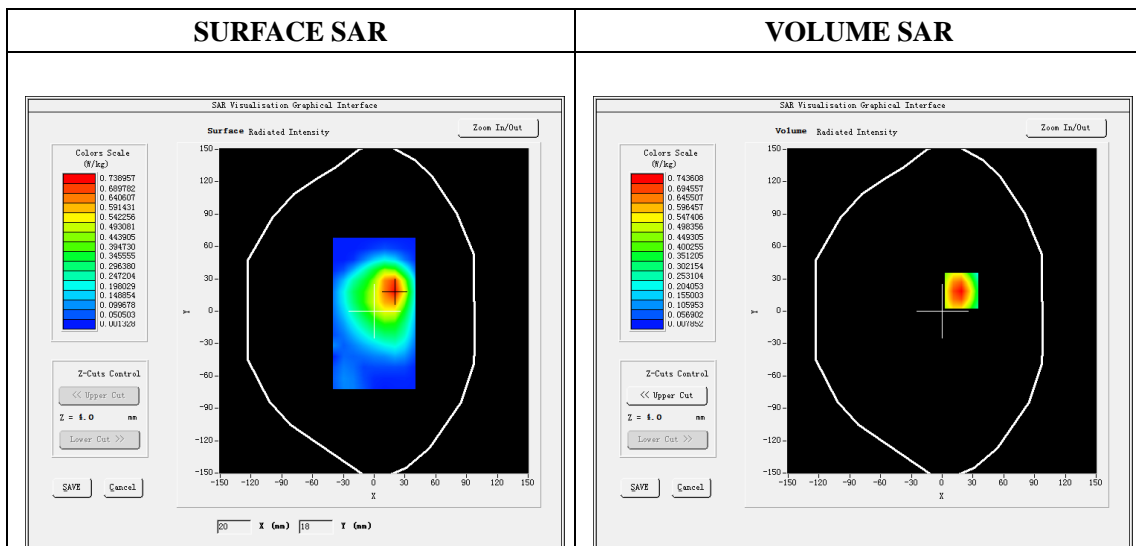 SURFACE SAR
VOLUME SAR
SAR Visualisation Graphical Interface
Surface Radiated Intensity
Zoom In/Out
Colors Scale
(W/kg)
0.738957
0.689782
0.640607
0.591431
0.542256
0.493081
0.443905
0.394730
0.345555
0.296380
0.247204
0.198029
0.148854
0.099678
0.050503
0.001328
Z-Cuts Control
<< Upper Cut
Z = 4.0 mm
Lower Cut >>
SAVE
Cancel
150
120
90
60
30
0
-30
-60
-90
-120
-150
Y
-150 -120 -90 -60 -30 0 30 60 90 120 150
X
20 X (mm) 18 Y (mm)
SAR Visualisation Graphical Interface
Volume Radiated Intensity
Zoom In/Out
Colors Scale
(W/kg)
0.743608
0.694557
0.645507
0.596457
0.547406
0.498356
0.449305
0.400255
0.351205
0.302154
0.253104
0.204053
0.155003
0.105953
0.056902
0.007852
Z-Cuts Control
<< Upper Cut
Z = 4.0 mm
Lower Cut >>
SAVE
Cancel
150
120
90
60
30
0
-30
-60
-90
-120
-150
Y
-150 -120 -90 -60 -30 0 30 60 90 120 150
X